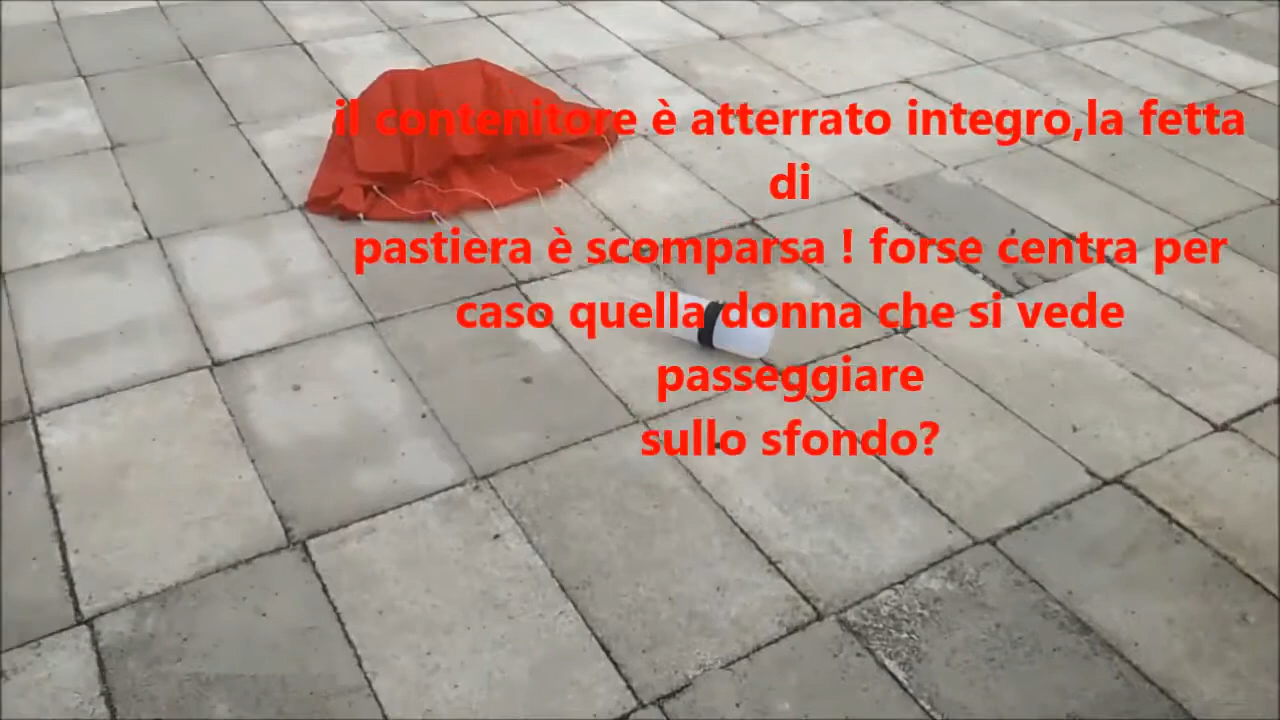 il contenitore è atterrato integro,la fetta
di
pastiera è scomparsa ! forse centra per
caso quella donna che si vede
passeggiare
sullo sfondo?